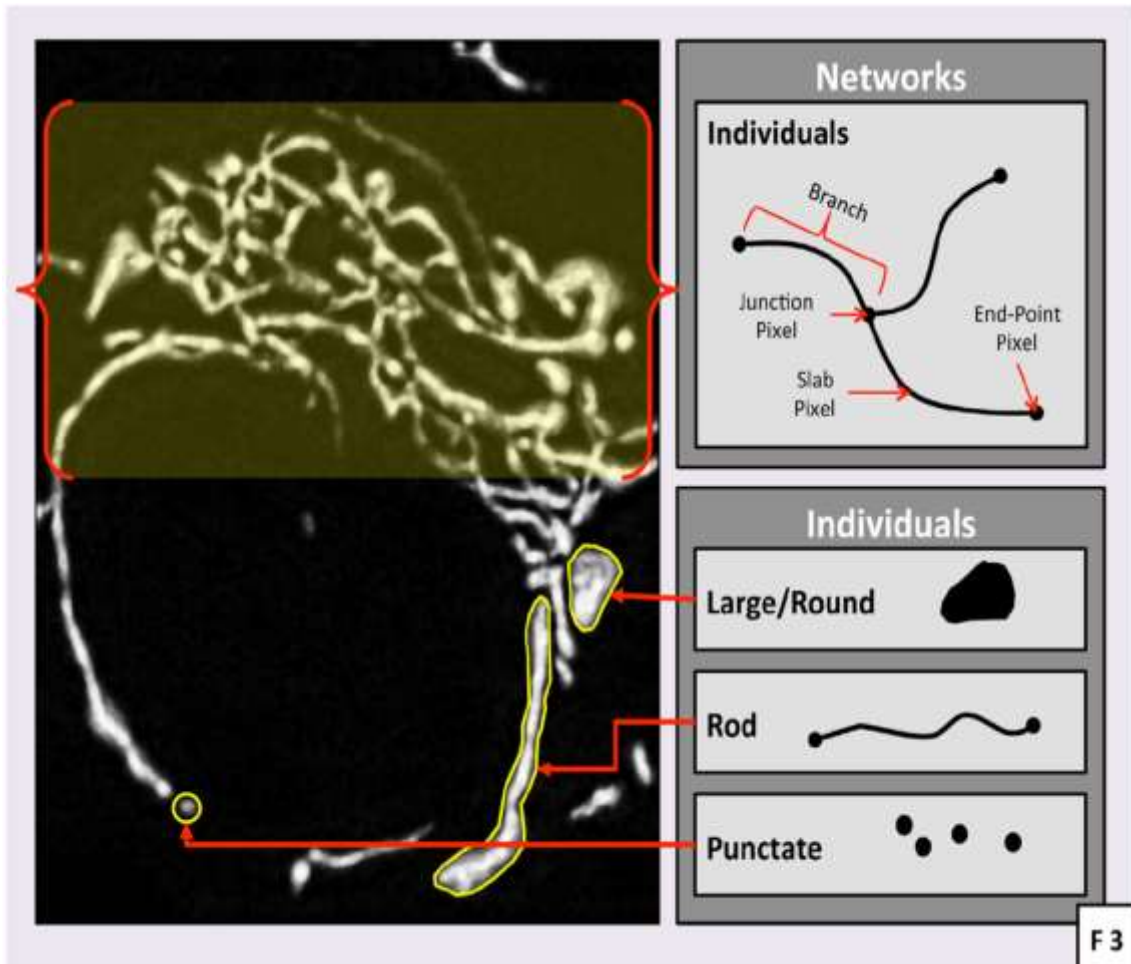 Networks
Individuals
Branch
Junction
Pixel
End-Point
Pixel
Slab
Pixel
Individuals
Large/Round
Rod
Punctate
F 3